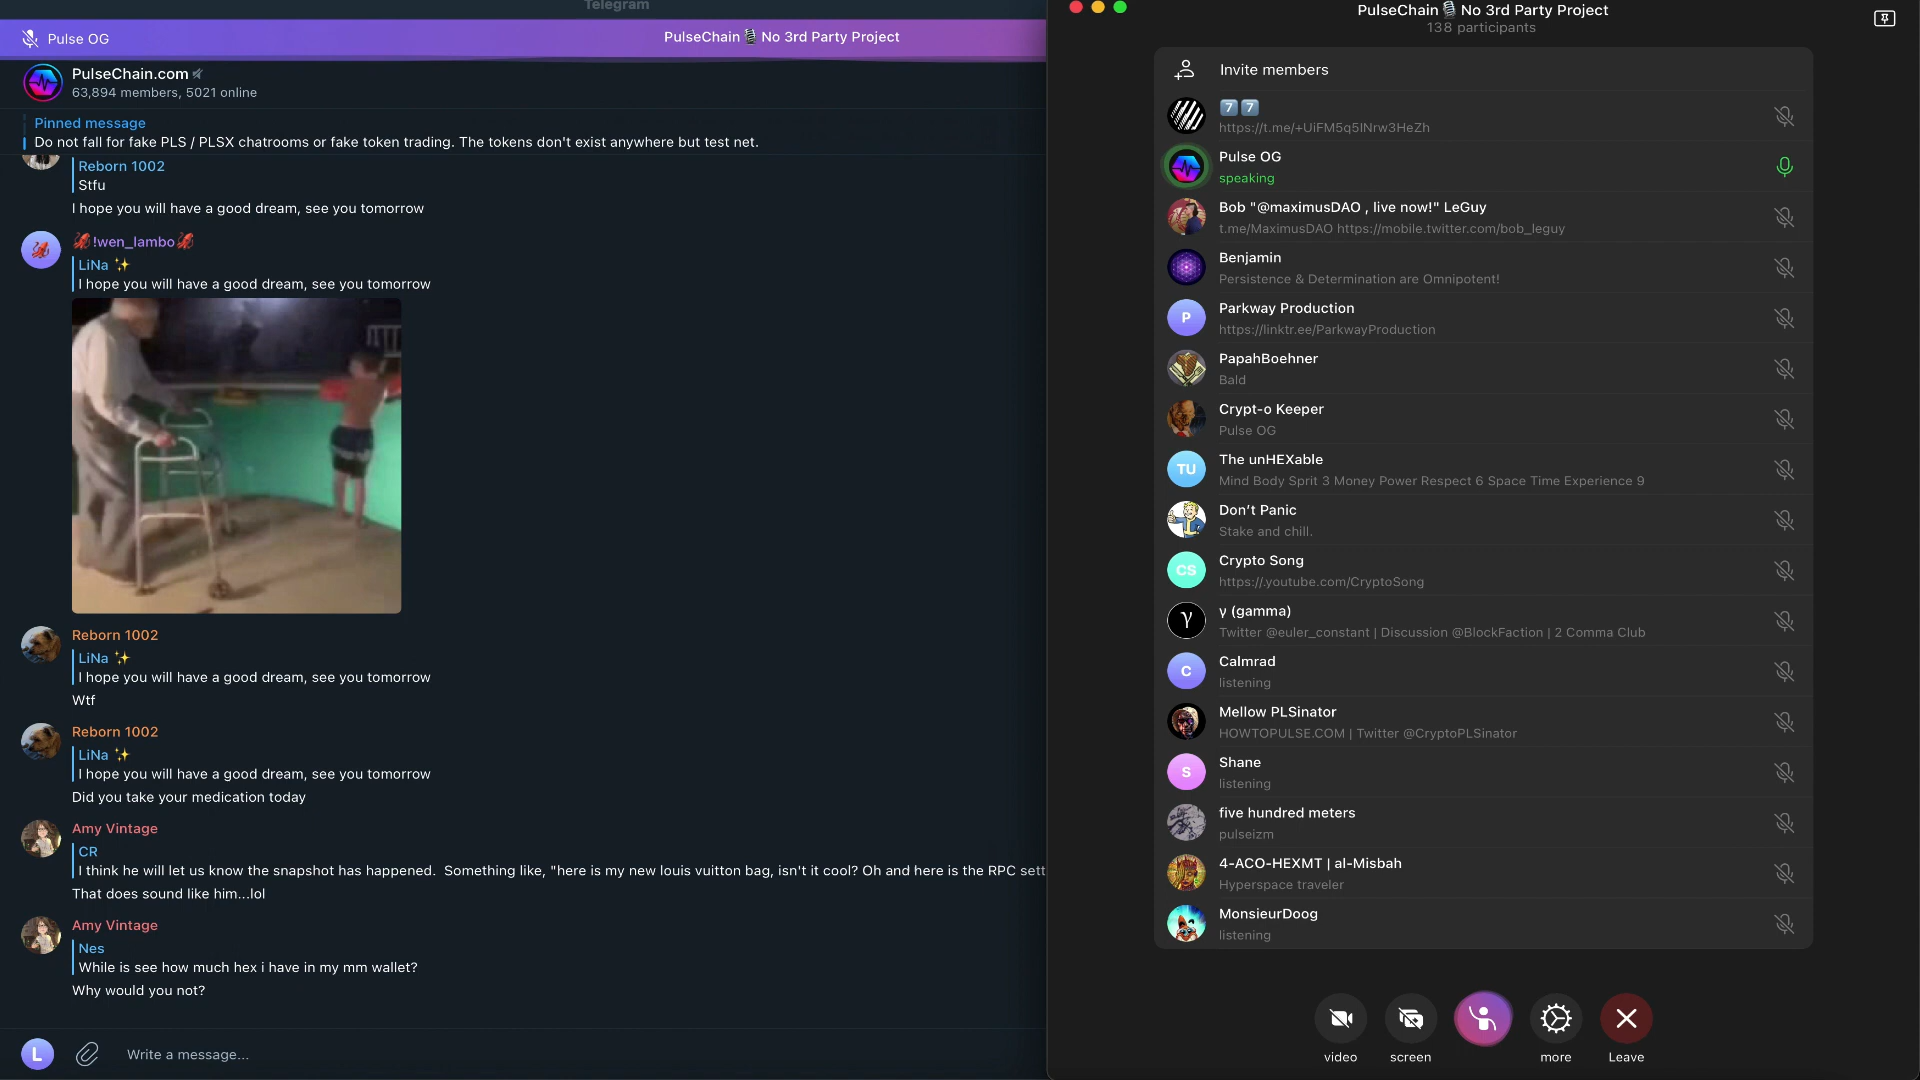 Telegram
Pulse OG
PulseChain🎙 No 3rd Party Project
PulseChain.com
63,894 members, 5021 online
Pinned message
Do not fall for fake PLS / PLSX chatrooms or fake token trading. The tokens don't exist anywhere but test net.
Reborn 1002
Stfu
I hope you will have a good dream, see you tomorrow
🦑!wen_lambo🦑
LiNa ✨
I hope you will have a good dream, see you tomorrow
Reborn 1002
LiNa ✨
I hope you will have a good dream, see you tomorrow
Wtf
Reborn 1002
LiNa ✨
I hope you will have a good dream, see you tomorrow
Did you take your medication today
Amy Vintage
CR
I think he will let us know the snapshot has happened.  Something like, "here is my new louis vuitton bag, isn't it cool? Oh and here is the RPC sett
That does sound like him...lol
Amy Vintage
Nes
While is see how much hex i have in my mm wallet?
Why would you not?
L
Write a message...
PulseChain🎙 No 3rd Party Project
138 participants
Invite members
7️⃣ 7️⃣
https://t.me/+UiFM5q5INrw3HeZh
Pulse OG
speaking
Bob "@maximusDAO , live now!" LeGuy
t.me/MaximusDAO https://mobile.twitter.com/bob_leguy
Benjamin
Persistence & Determination are Omnipotent!
P
Parkway Production
https://linktr.ee/ParkwayProduction
PapahBoehner
Bald
Crypt-o Keeper
Pulse OG
TU
The unHEXable
Mind Body Sprit 3 Money Power Respect 6 Space Time Experience 9
Don't Panic
Stake and chill.
CS
Crypto Song
https://.youtube.com/CryptoSong
γ
γ (gamma)
Twitter @euler_constant | Discussion @BlockFaction | 2 Comma Club
C
Calmrad
listening
Mellow PLSinator
HOWTOPULSE.COM | Twitter @CryptoPLSinator
S
Shane
listening
five hundred meters
pulseizm
4-ACO-HEXMT | al-Misbah
Hyperspace traveler
MonsieurDoog
listening
video
screen
more
Leave